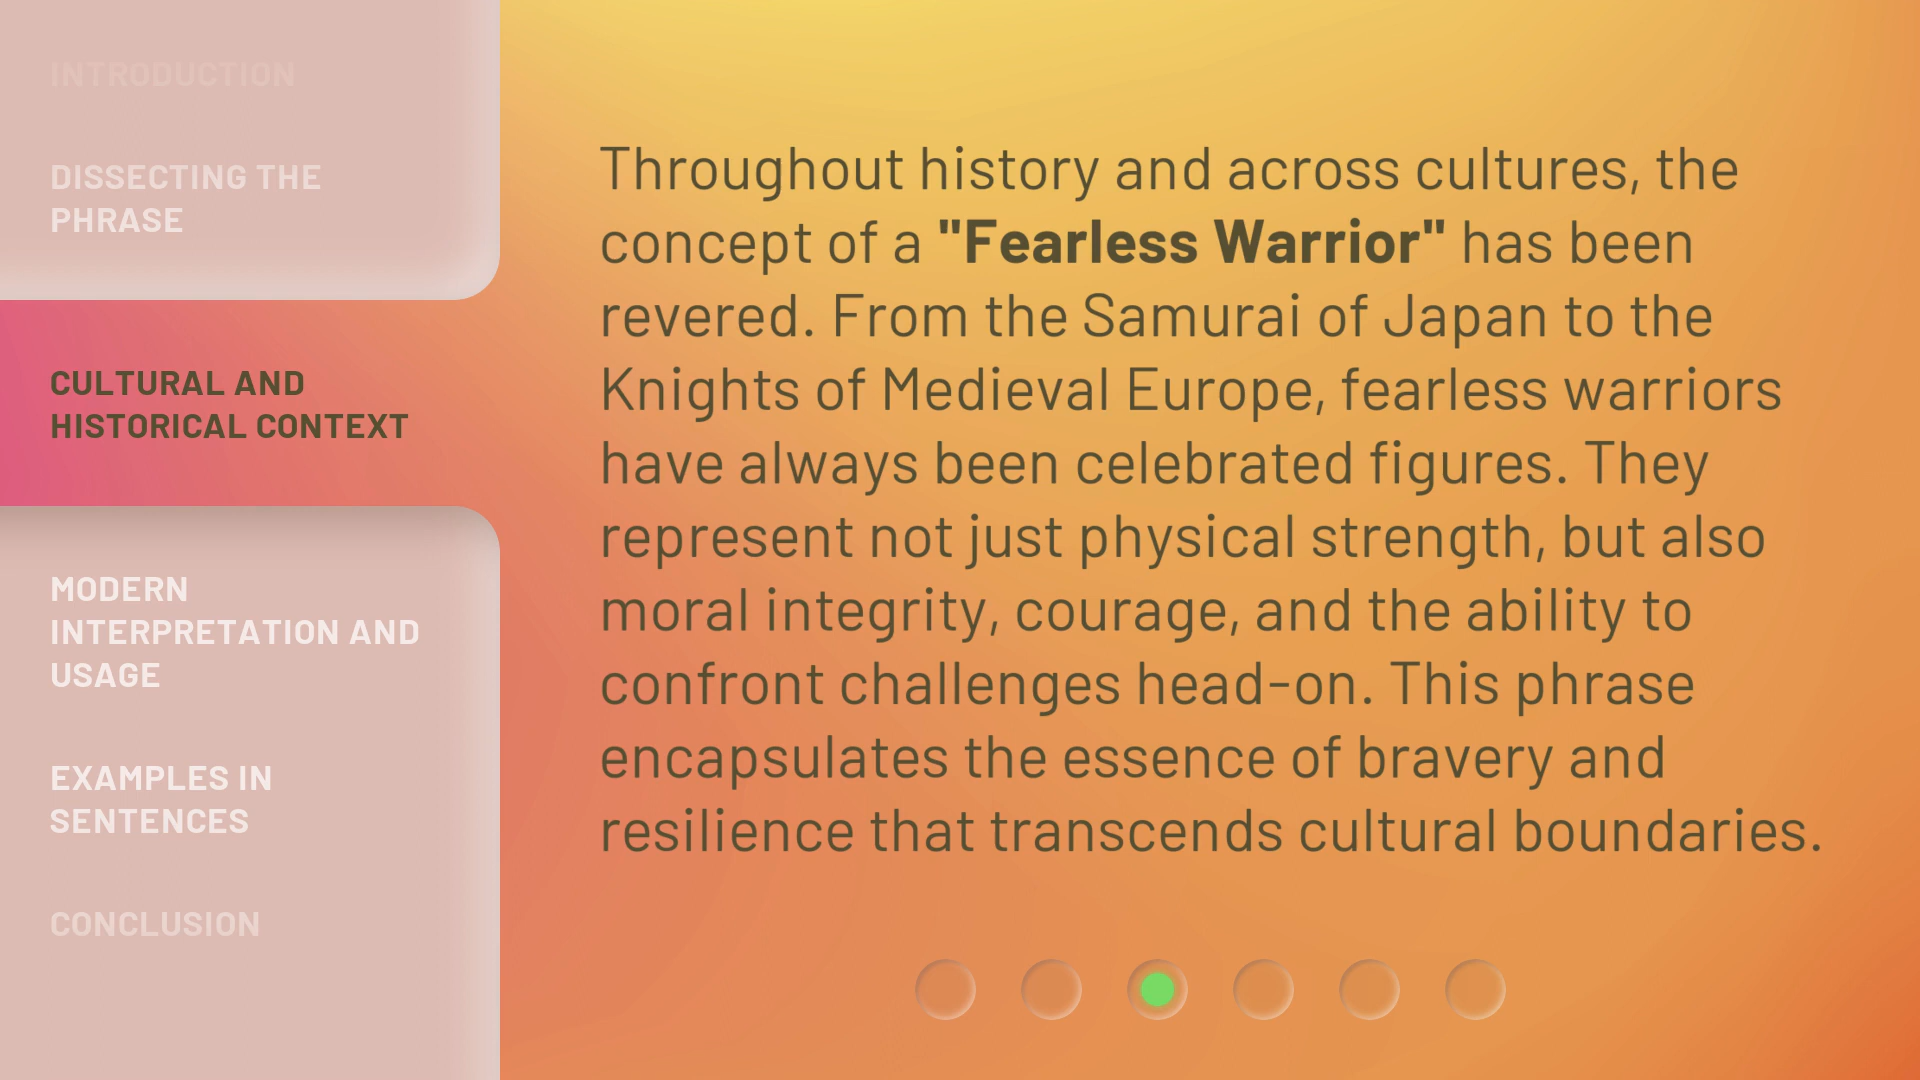 INTRODUCTION
DISSECTING THE
PHRASE
CULTURAL AND
HISTORICAL CONTEXT
MODERN
INTERPRETATION AND
USAGE
EXAMPLES IN
SENTENCES
CONCLUSION
Throughout history and across cultures, the
concept of a "Fearless Warrior" has been
revered. From the Samurai of Japan to the
Knights of Medieval Europe, fearless warriors
have always been celebrated figures. They
represent not just physical strength, but also
moral integrity, courage, and the ability to
confront challenges head-on. This phrase
encapsulates the essence of bravery and
resilience that transcends cultural boundaries.